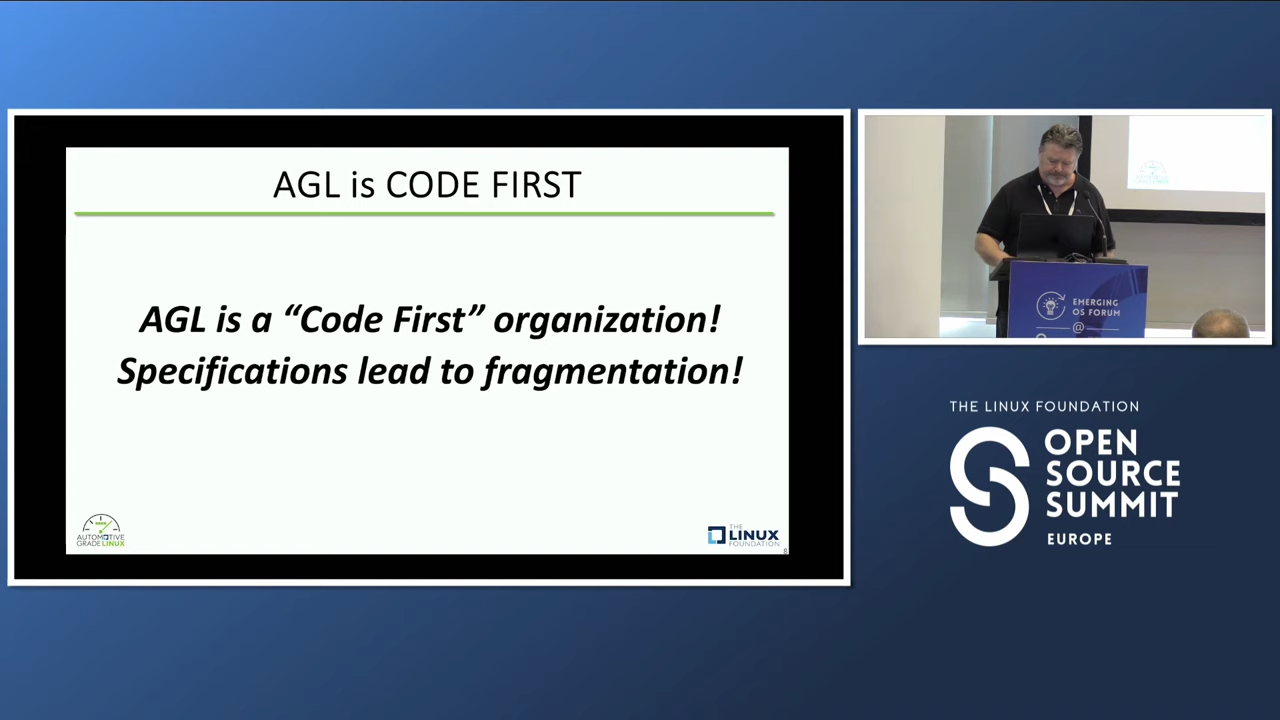 AGL is CODE FIRST
AGL is a “Code First” organization!
Specifications lead to fragmentation!
AUTOMOTIVE
GRADE LINUX
THE
LINUX
FOUNDATION
8
EMERGING
OS FORUM
@
THE LINUX FOUNDATION
OPEN
SOURCE
SUMMIT
EUROPE